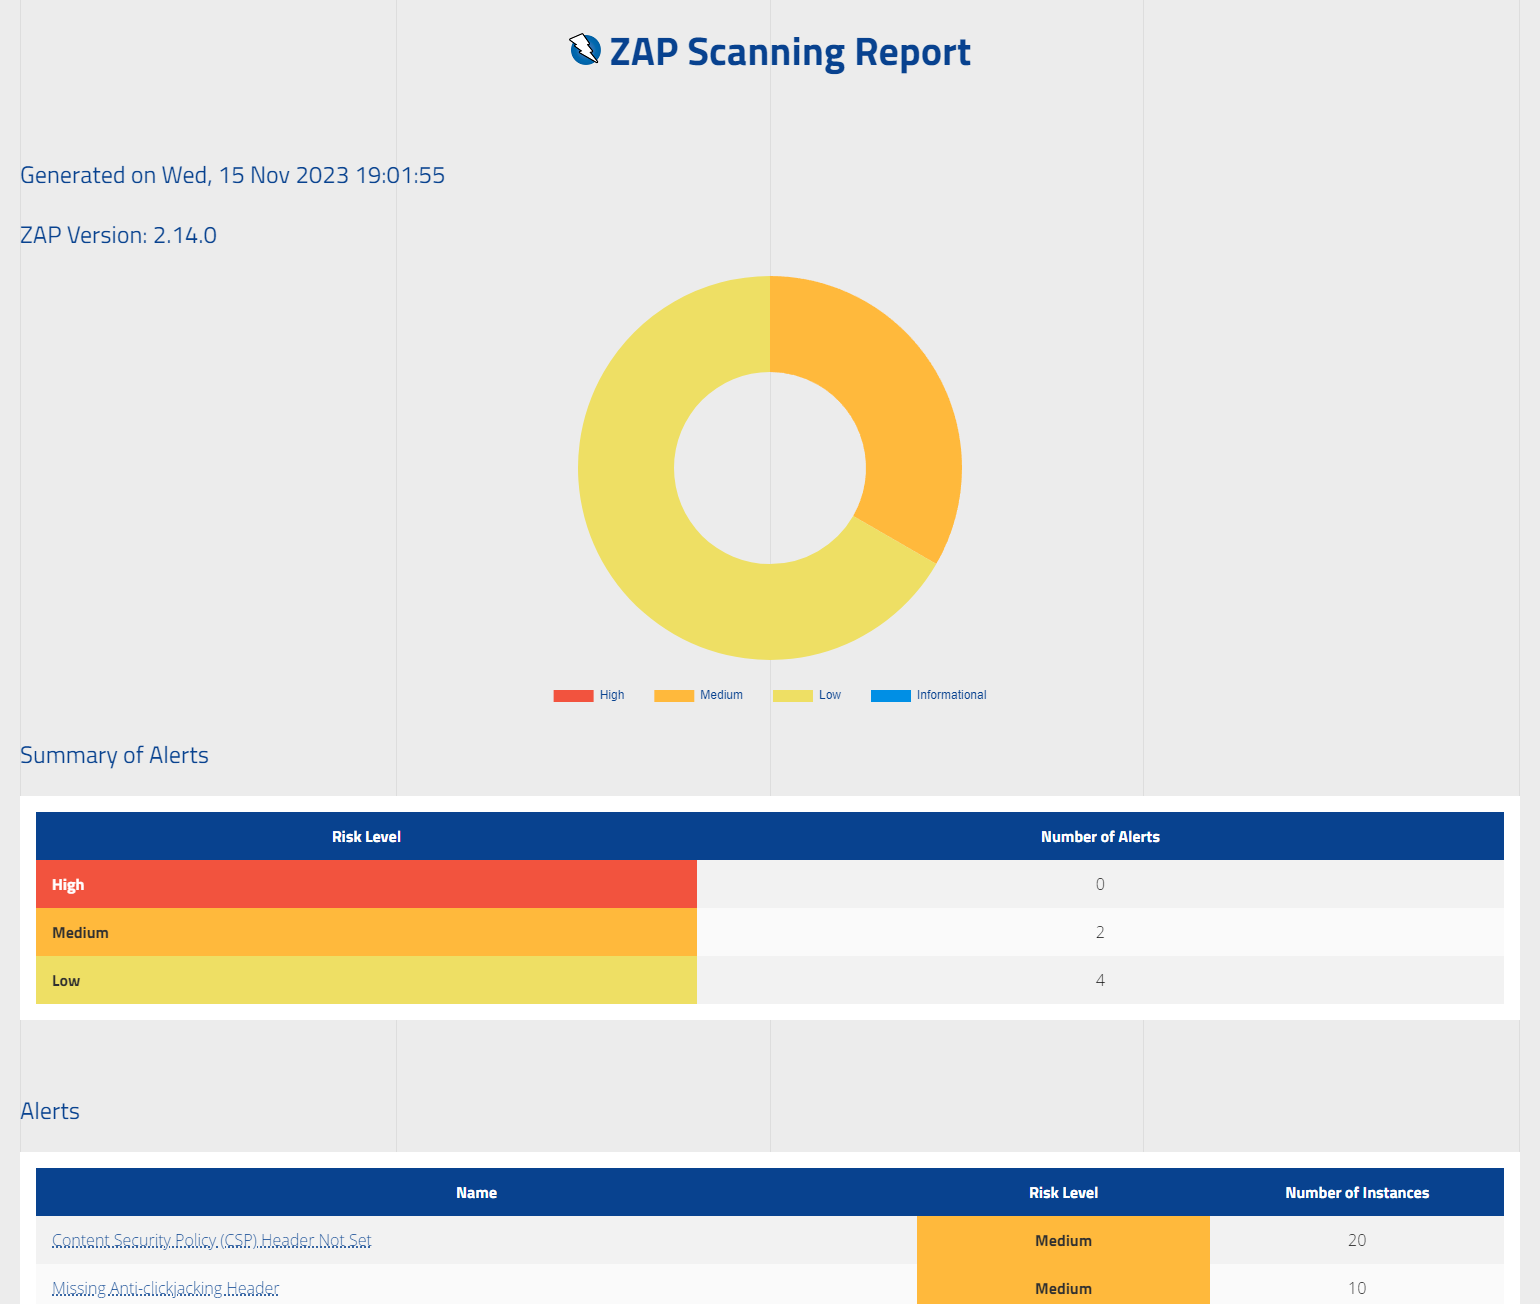 ZAP Scanning Report
Generated on Wed, 15 Nov 2023 19:01:55
ZAP Version: 2.14.0
High Medium Low Informational
Summary of Alerts
Risk Level Number of Alerts
High 0
Medium 2
Low 4
Alerts
Name Risk Level Number of Instances
Content Security Policy (CSP) Header Not Set Medium 20
Missing Anti-clickjacking Header Medium 10